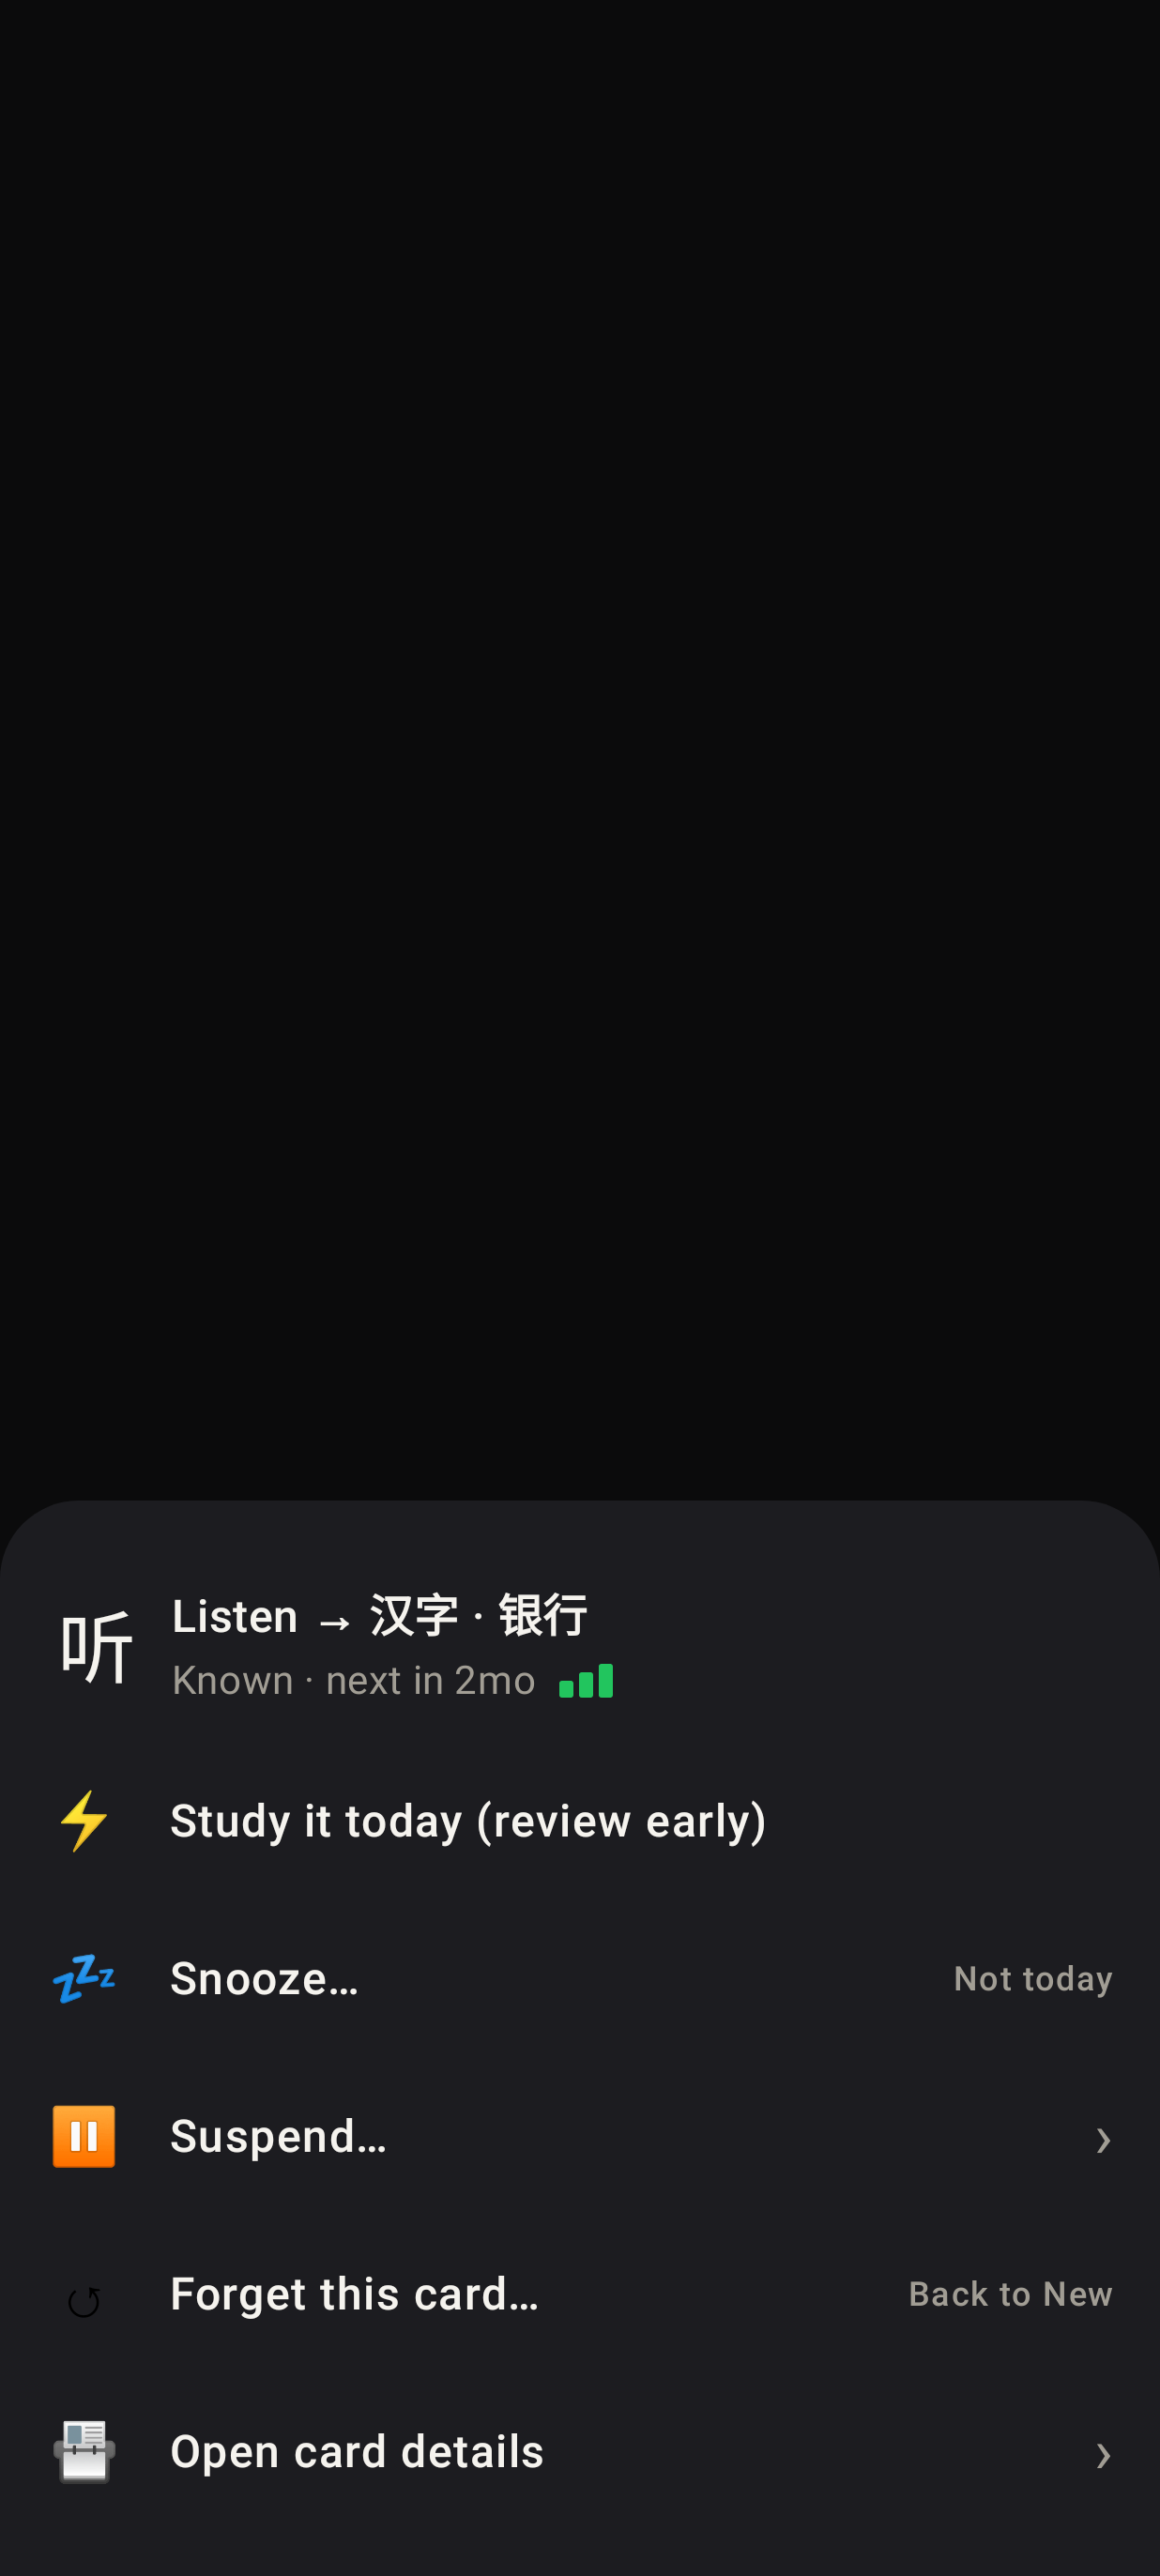 听
Listen → 汉字 · 银行
Known · next in 2mo
Study it today (review early)
Snooze… Not today
Suspend… ›
Forget this card… Back to New
Open card details ›